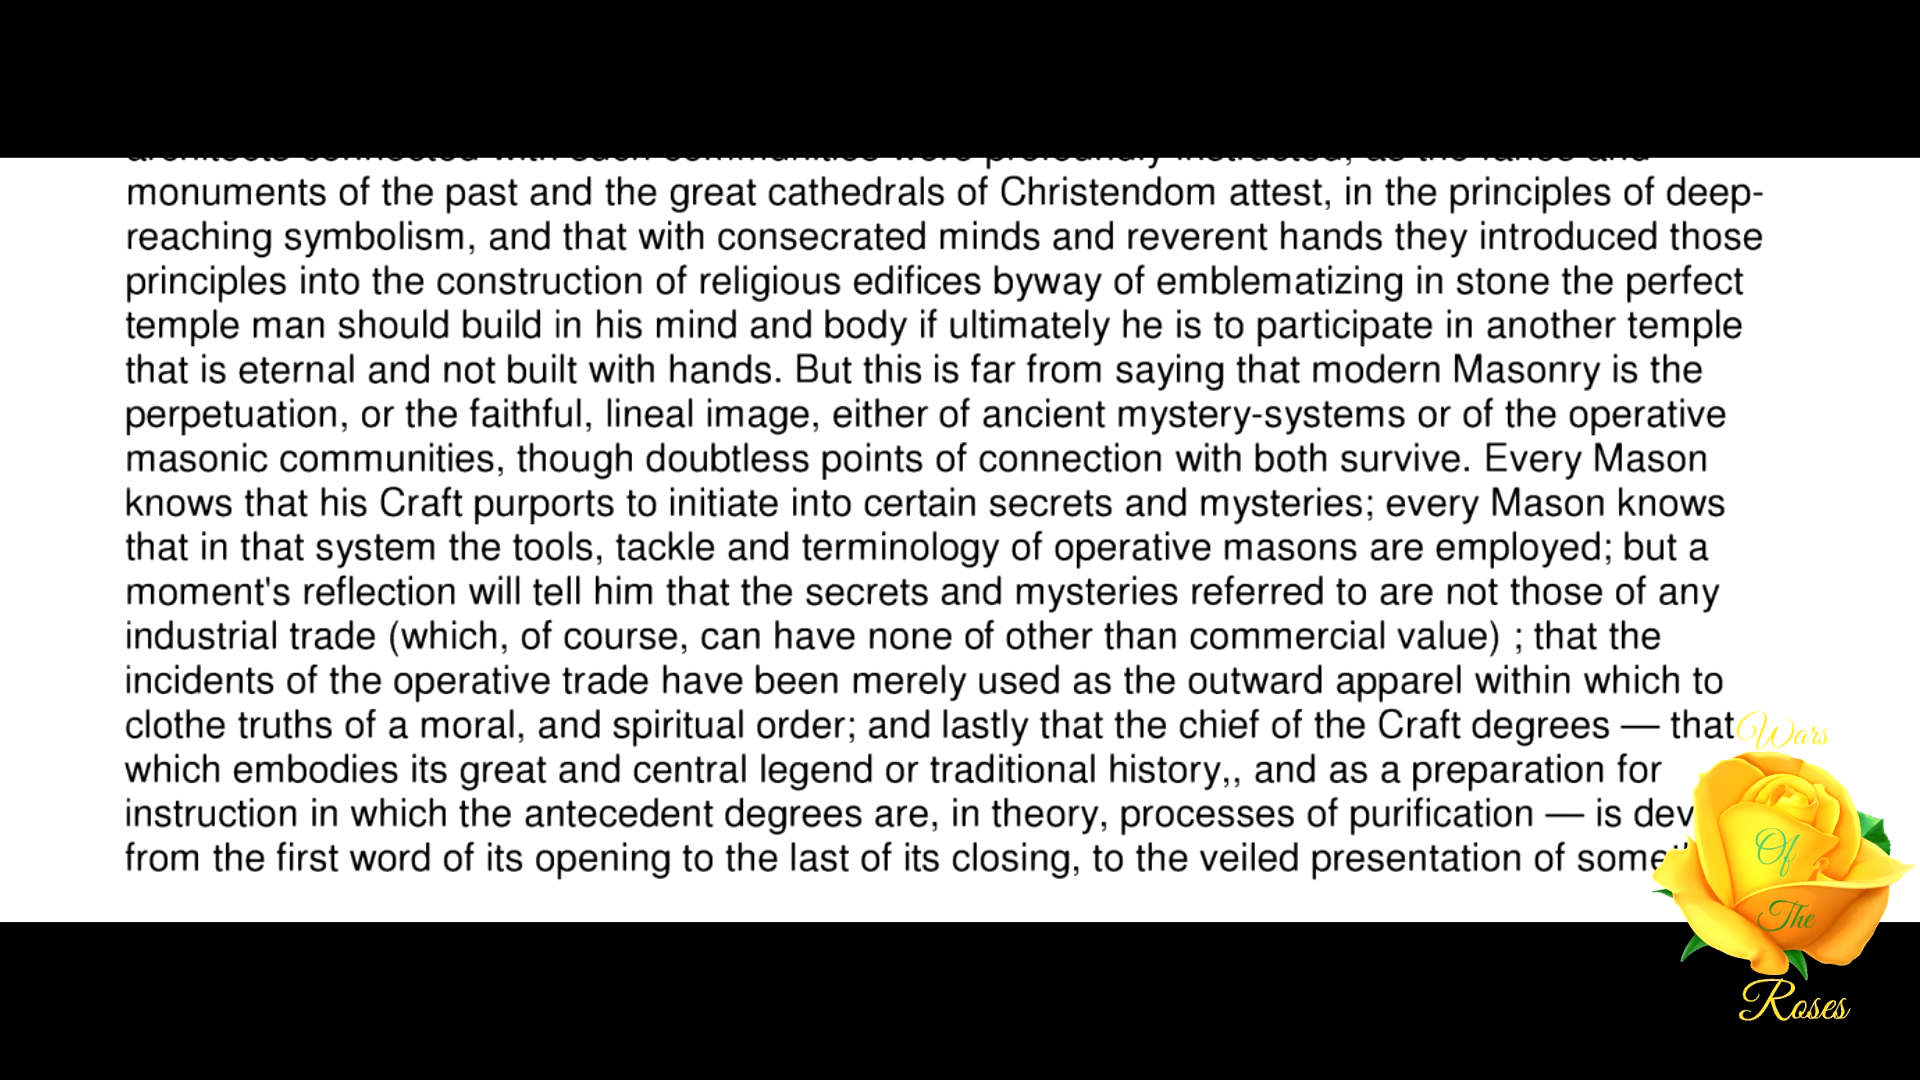 architects connected with such communities were profoundly instructed, as the fanes and
monuments of the past and the great cathedrals of Christendom attest, in the principles of deep-
reaching symbolism, and that with consecrated minds and reverent hands they introduced those
principles into the construction of religious edifices byway of emblematizing in stone the perfect
temple man should build in his mind and body if ultimately he is to participate in another temple
that is eternal and not built with hands. But this is far from saying that modern Masonry is the
perpetuation, or the faithful, lineal image, either of ancient mystery-systems or of the operative
masonic communities, though doubtless points of connection with both survive. Every Mason
knows that his Craft purports to initiate into certain secrets and mysteries; every Mason knows
that in that system the tools, tackle and terminology of operative masons are employed; but a
moment's reflection will tell him that the secrets and mysteries referred to are not those of any
industrial trade (which, of course, can have none of other than commercial value) ; that the
incidents of the operative trade have been merely used as the outward apparel within which to
clothe truths of a moral, and spiritual order; and lastly that the chief of the Craft degrees — that
which embodies its great and central legend or traditional history,, and as a preparation for
instruction in which the antecedent degrees are, in theory, processes of purification — is
from the first word of its opening to the last of its closing, to the veiled presentation of
Wars
Of
The
Roses